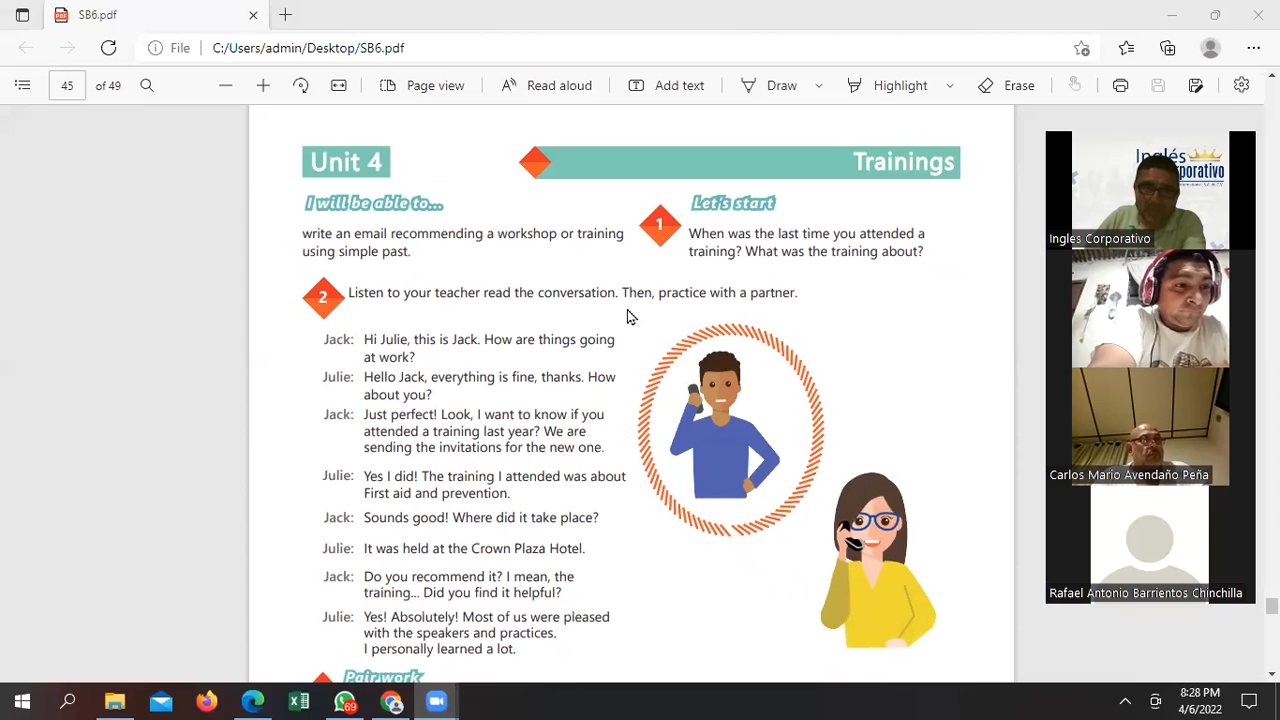 SB6.pdf
File
C:/Users/admin/Desktop/SB6.pdf
45
of 49
Page view
Read aloud
Add text
Draw
Highlight
Erase
Unit 4
Trainings
I will be able to...
write an email recommending a workshop or training
using simple past.
1
Let's start
When was the last time you attended a
training? What was the training about?
2
Listen to your teacher read the conversation. Then, practice with a partner.
Jack: Hi Julie, this is Jack. How are things going
at work?
Julie: Hello Jack, everything is fine, thanks. How
about you?
Jack: Just perfect! Look, I want to know if you
attended a training last year? We are
sending the invitations for the new one.
Julie: Yes I did! The training I attended was about
First aid and prevention.
Jack: Sounds good! Where did it take place?
Julie: It was held at the Crown Plaza Hotel.
Jack: Do you recommend it? I mean, the
training... Did you find it helpful?
Julie: Yes! Absolutely! Most of us were pleased
with the speakers and practices.
I personally learned a lot.
Pair work
Inglés
Corporativo
Ingles Corporativo
Carlos Mario Avendaño Peña
Rafael Antonio Barrientos Chinchilla
69
8:28 PM
4/6/2022